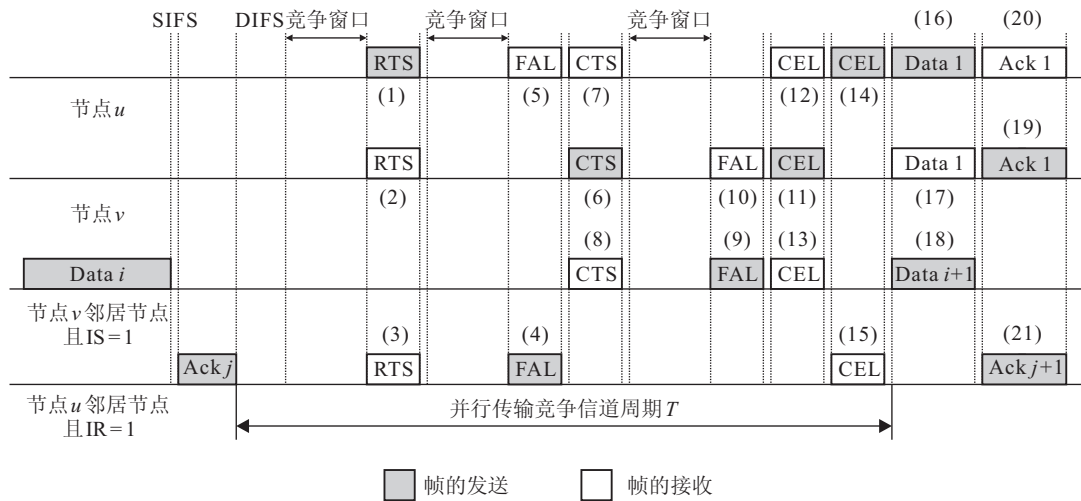 SIFS DIFS 竞争窗口 竞争窗口 竞争窗口 (16) (20)
RTS FAL CTS CEL CEL Data 1 Ack 1
节点u (1) (5) (7) (12) (14)
(19)
RTS CTS FAL CEL Data 1 Ack 1
节点v (2) (6) (10) (11) (17)
(8) (9) (13) (18)
Data i CTS FAL CEL Data i+1
节点v邻居节点
且IS=1
(3) (4) (15) (21)
Ack j RTS FAL CEL Ack j+1
节点u邻居节点
且IR=1
并行传输竞争信道周期T
帧的发送 帧的接收